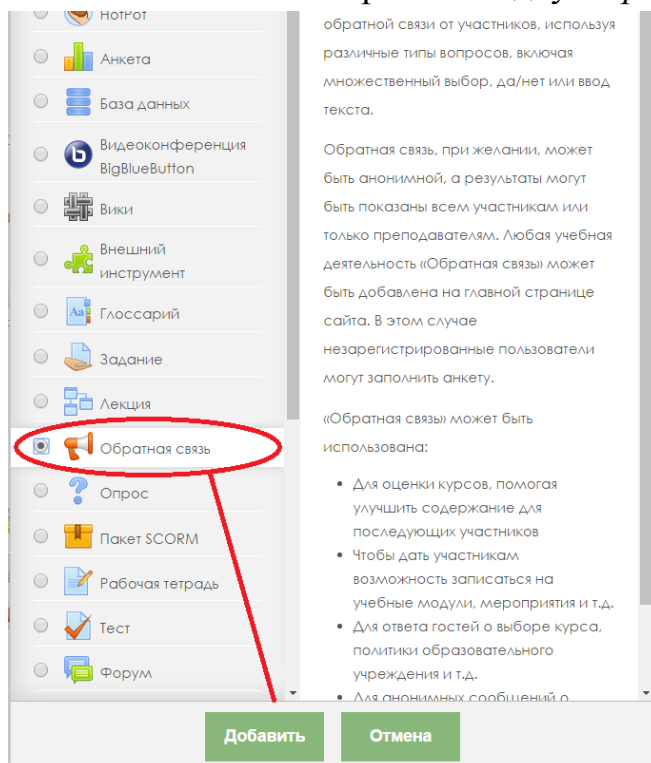 HotPot
Анкета
База данных
Видеоконференция
BigBlueButton
Вики
Внешний
инструмент
Глоссарий
Задание
Лекция
Обратная связь
Опрос
Пакет SCORM
Рабочая тетрадь
Тест
Форум
обратной связи от участников, используя
различные типы вопросов, включая
множественный выбор, да/нет или ввод
текста.
Обратная связь, при желании, может
быть анонимной, а результаты могут
быть показаны всем участникам или
только преподавателям. Любая учебная
деятельность «Обратная связь» может
быть добавлена на главной странице
сайта. В этом случае
незарегистрированные пользователи
могут заполнить анкету.
«Обратная связь» может быть
использована:
• Для оценки курсов, помогая
улучшить содержание для
последующих участников
• Чтобы дать участникам
возможность записаться на
учебные модули, мероприятия и т.д.
• Для ответа гостей о выборе курса,
политики образовательного
учреждения и т.д.
• Для анонимных сообщений о
Добавить
Отмена